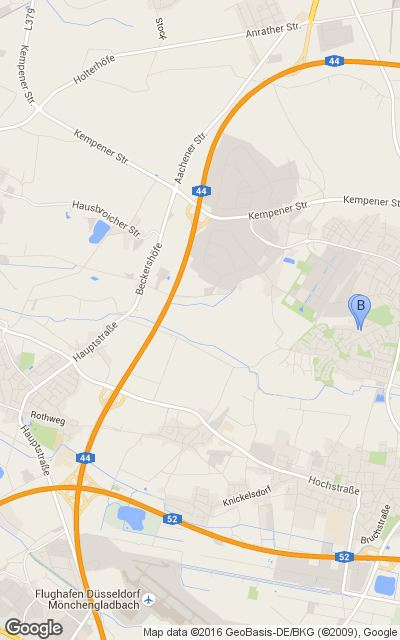 L379
Kempener Str.
Stock
Anrather Str.
Holterhöfe
44
Kempener Str.
Aachener Str.
44
Kempener Str.
Kempener Str.
Hausbroicher Str.
Beckershöfe
B
Hauptstraße
Rothweg
Hauptstraße
44
Hochstraße
Knickelsdorf
52
Bruchstraße
52
Flughafen Düsseldorf
Mönchengladbach
Google
Map data ©2016 GeoBasis-DE/BKG (©2009), Google